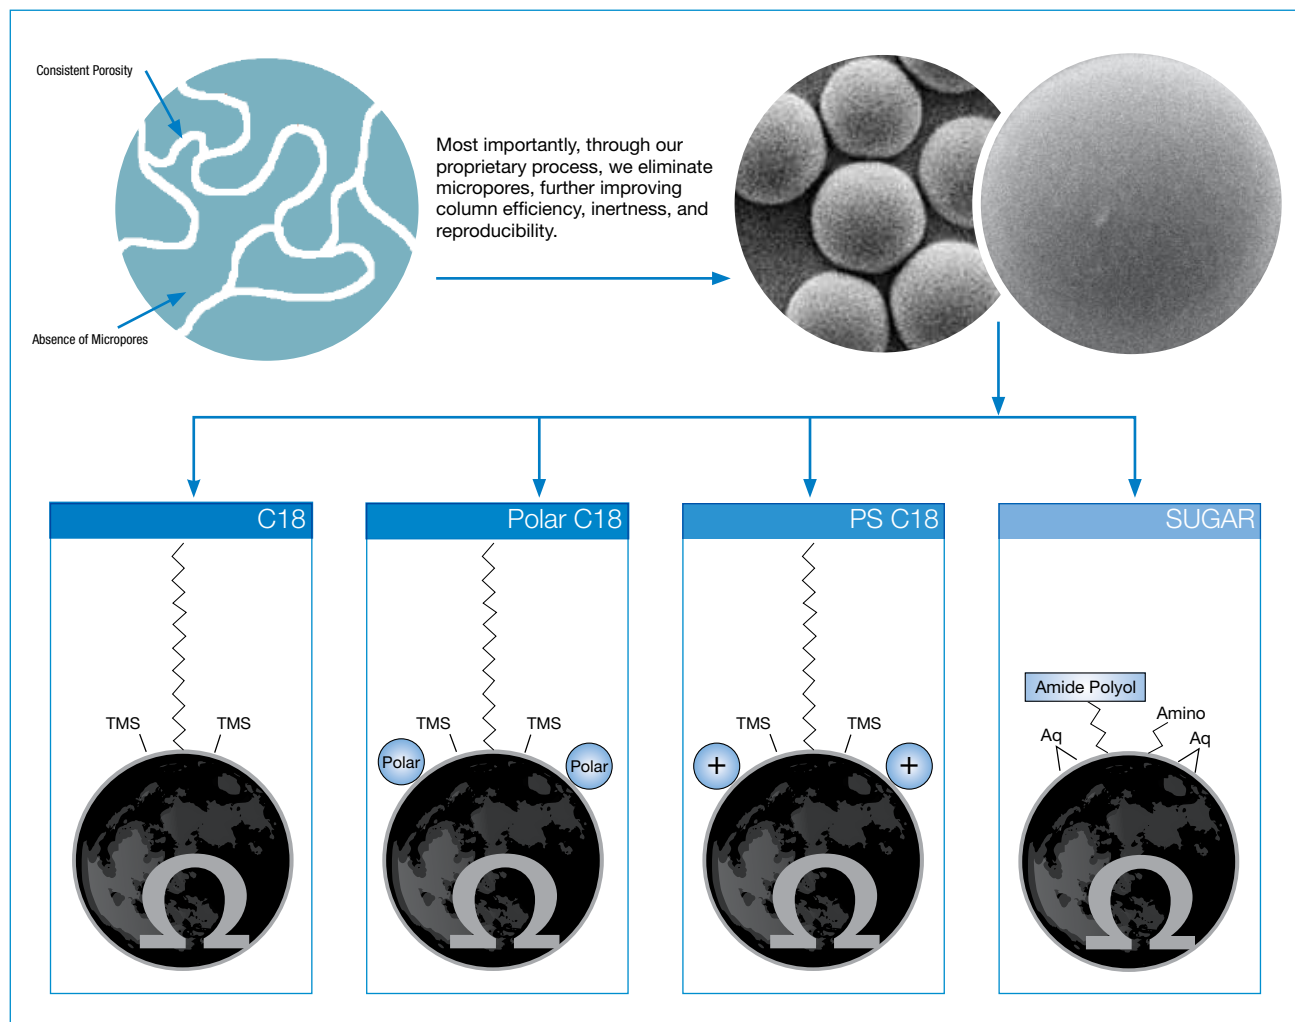 Consistent Porosity
Most importantly, through our
proprietary process, we eliminate
micropores, further improving
column efficiency, inertness, and
reproducibility.
Absence of Micropores
C18
Polar C18
PS C18
SUGAR
TMS
TMS
TMS
TMS
Polar
Polar
TMS
TMS
+
+
Amide Polyol
Amino
Aq
Aq
Ω
Ω
Ω
Ω